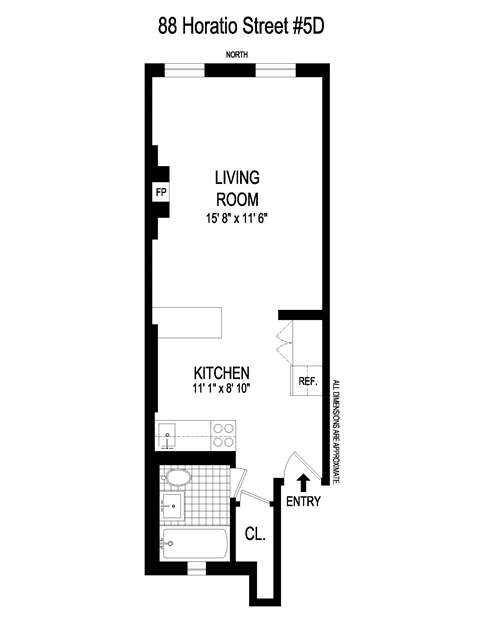 88 Horatio Street #5D
NORTH
FP
LIVING
ROOM
15' 8" x 11' 6"
KITCHEN
11' 1" x 8' 10"
REF.
ALL DIMENSIONS ARE APPROXIMATE
ENTRY
CL.